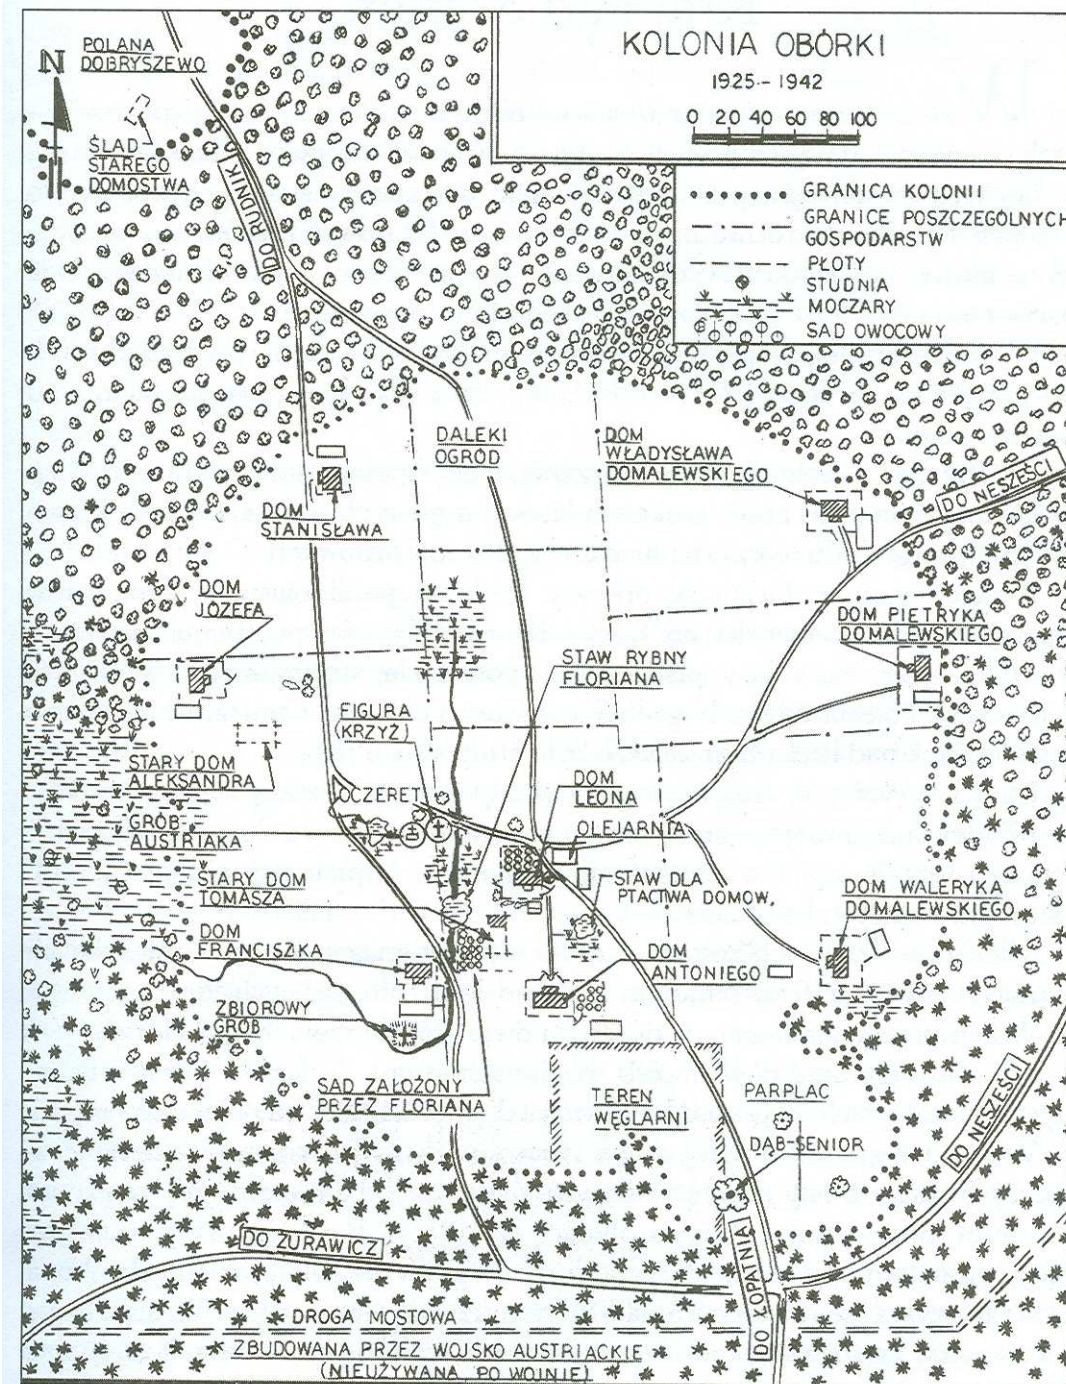 KOLONIA OBÓRKI
1925-1942
0 20 40 60 80 100
GRANICA KOLONII
GRANICE POSZCZEGÓLNYCH
GOSPODARSTW
PŁOTY
STUDNIA
MOCZARY
SAD OWOCOWY
N
POLANA
DOBRYSZEWO
ŚLAD
STAREGO
DOMOSTWA
DO RUDNIK
DALEKI
OGRÓD
DOM
WŁADYSŁAWA
DOMALEWSKIEGO
DO NESZEŚCI
DOM
STANISŁAWA
DOM
JÓZEFA
DOM PIETRYKA
DOMALEWSKIEGO
STAW RYBNY
FLORIANA
FIGURA
(KRZYŻ)
STARY DOM
ALEKSANDRA
OCZERET
DOM
LEONA
OLEJARNIA
GRÓB
AUSTRIAKA
STARY DOM
TOMASZA
STAW DLA
PTACTWA DOMOW.
DOM WALERYKA
DOMALEWSKIEGO
DOM
FRANCISZKA
DOM
ANTONIEGO
ZBIOROWY
GRÓB
SAD ZAŁOŻONY
PRZEZ FLORIANA
TEREN
WĘGLARNI
PARPLAC
DĄB-SENIOR
DO NESZEŚCI
DO ŻURAWICZ
DO ŁOPATNIA
DROGA MOSTOWA
ZBUDOWANA PRZEZ WOJSKO AUSTRIACKIE
(NIEUŻYWANA PO WOJNIE)